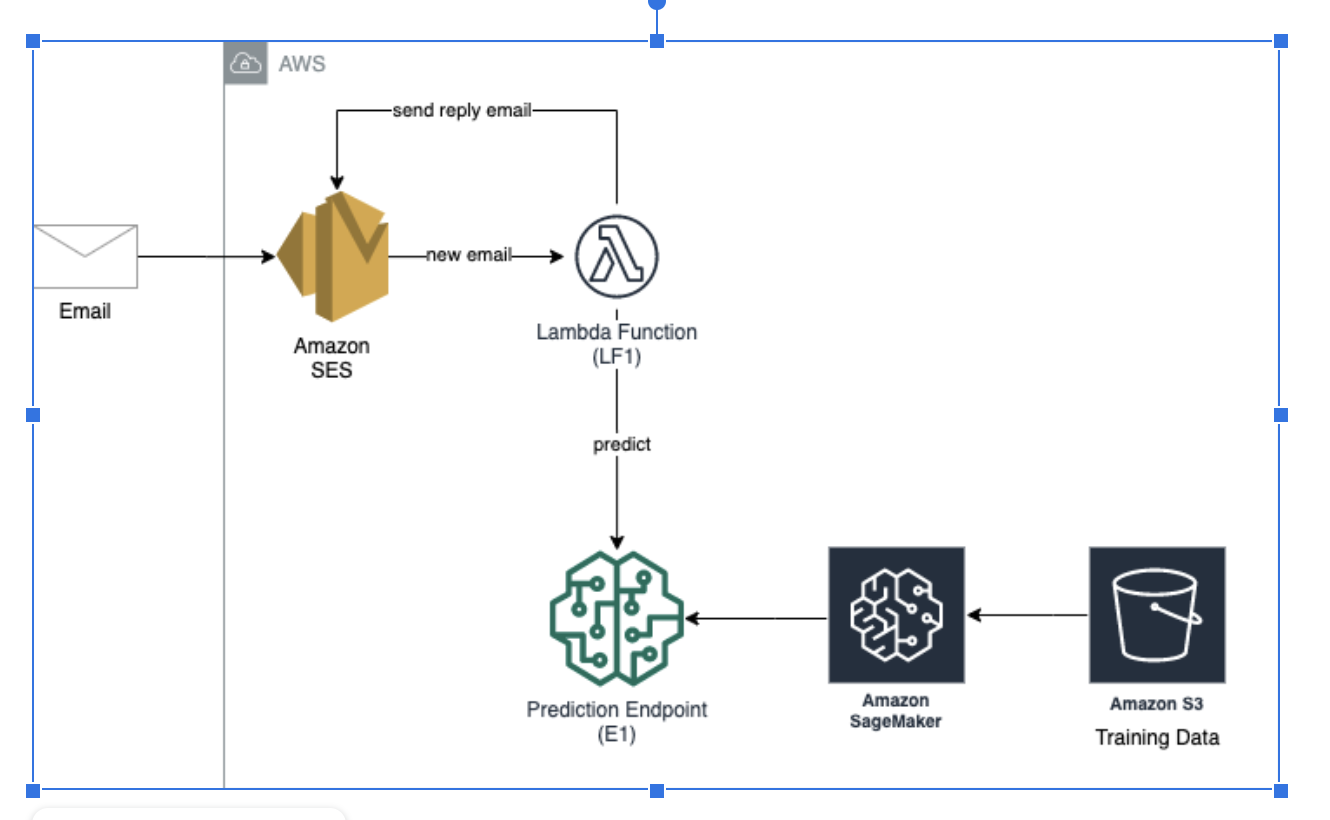 AWS
send reply email
new email
Email
Amazon
SES
Lambda Function
(LF1)
predict
Prediction Endpoint
(E1)
Amazon
SageMaker
Amazon S3
Training Data